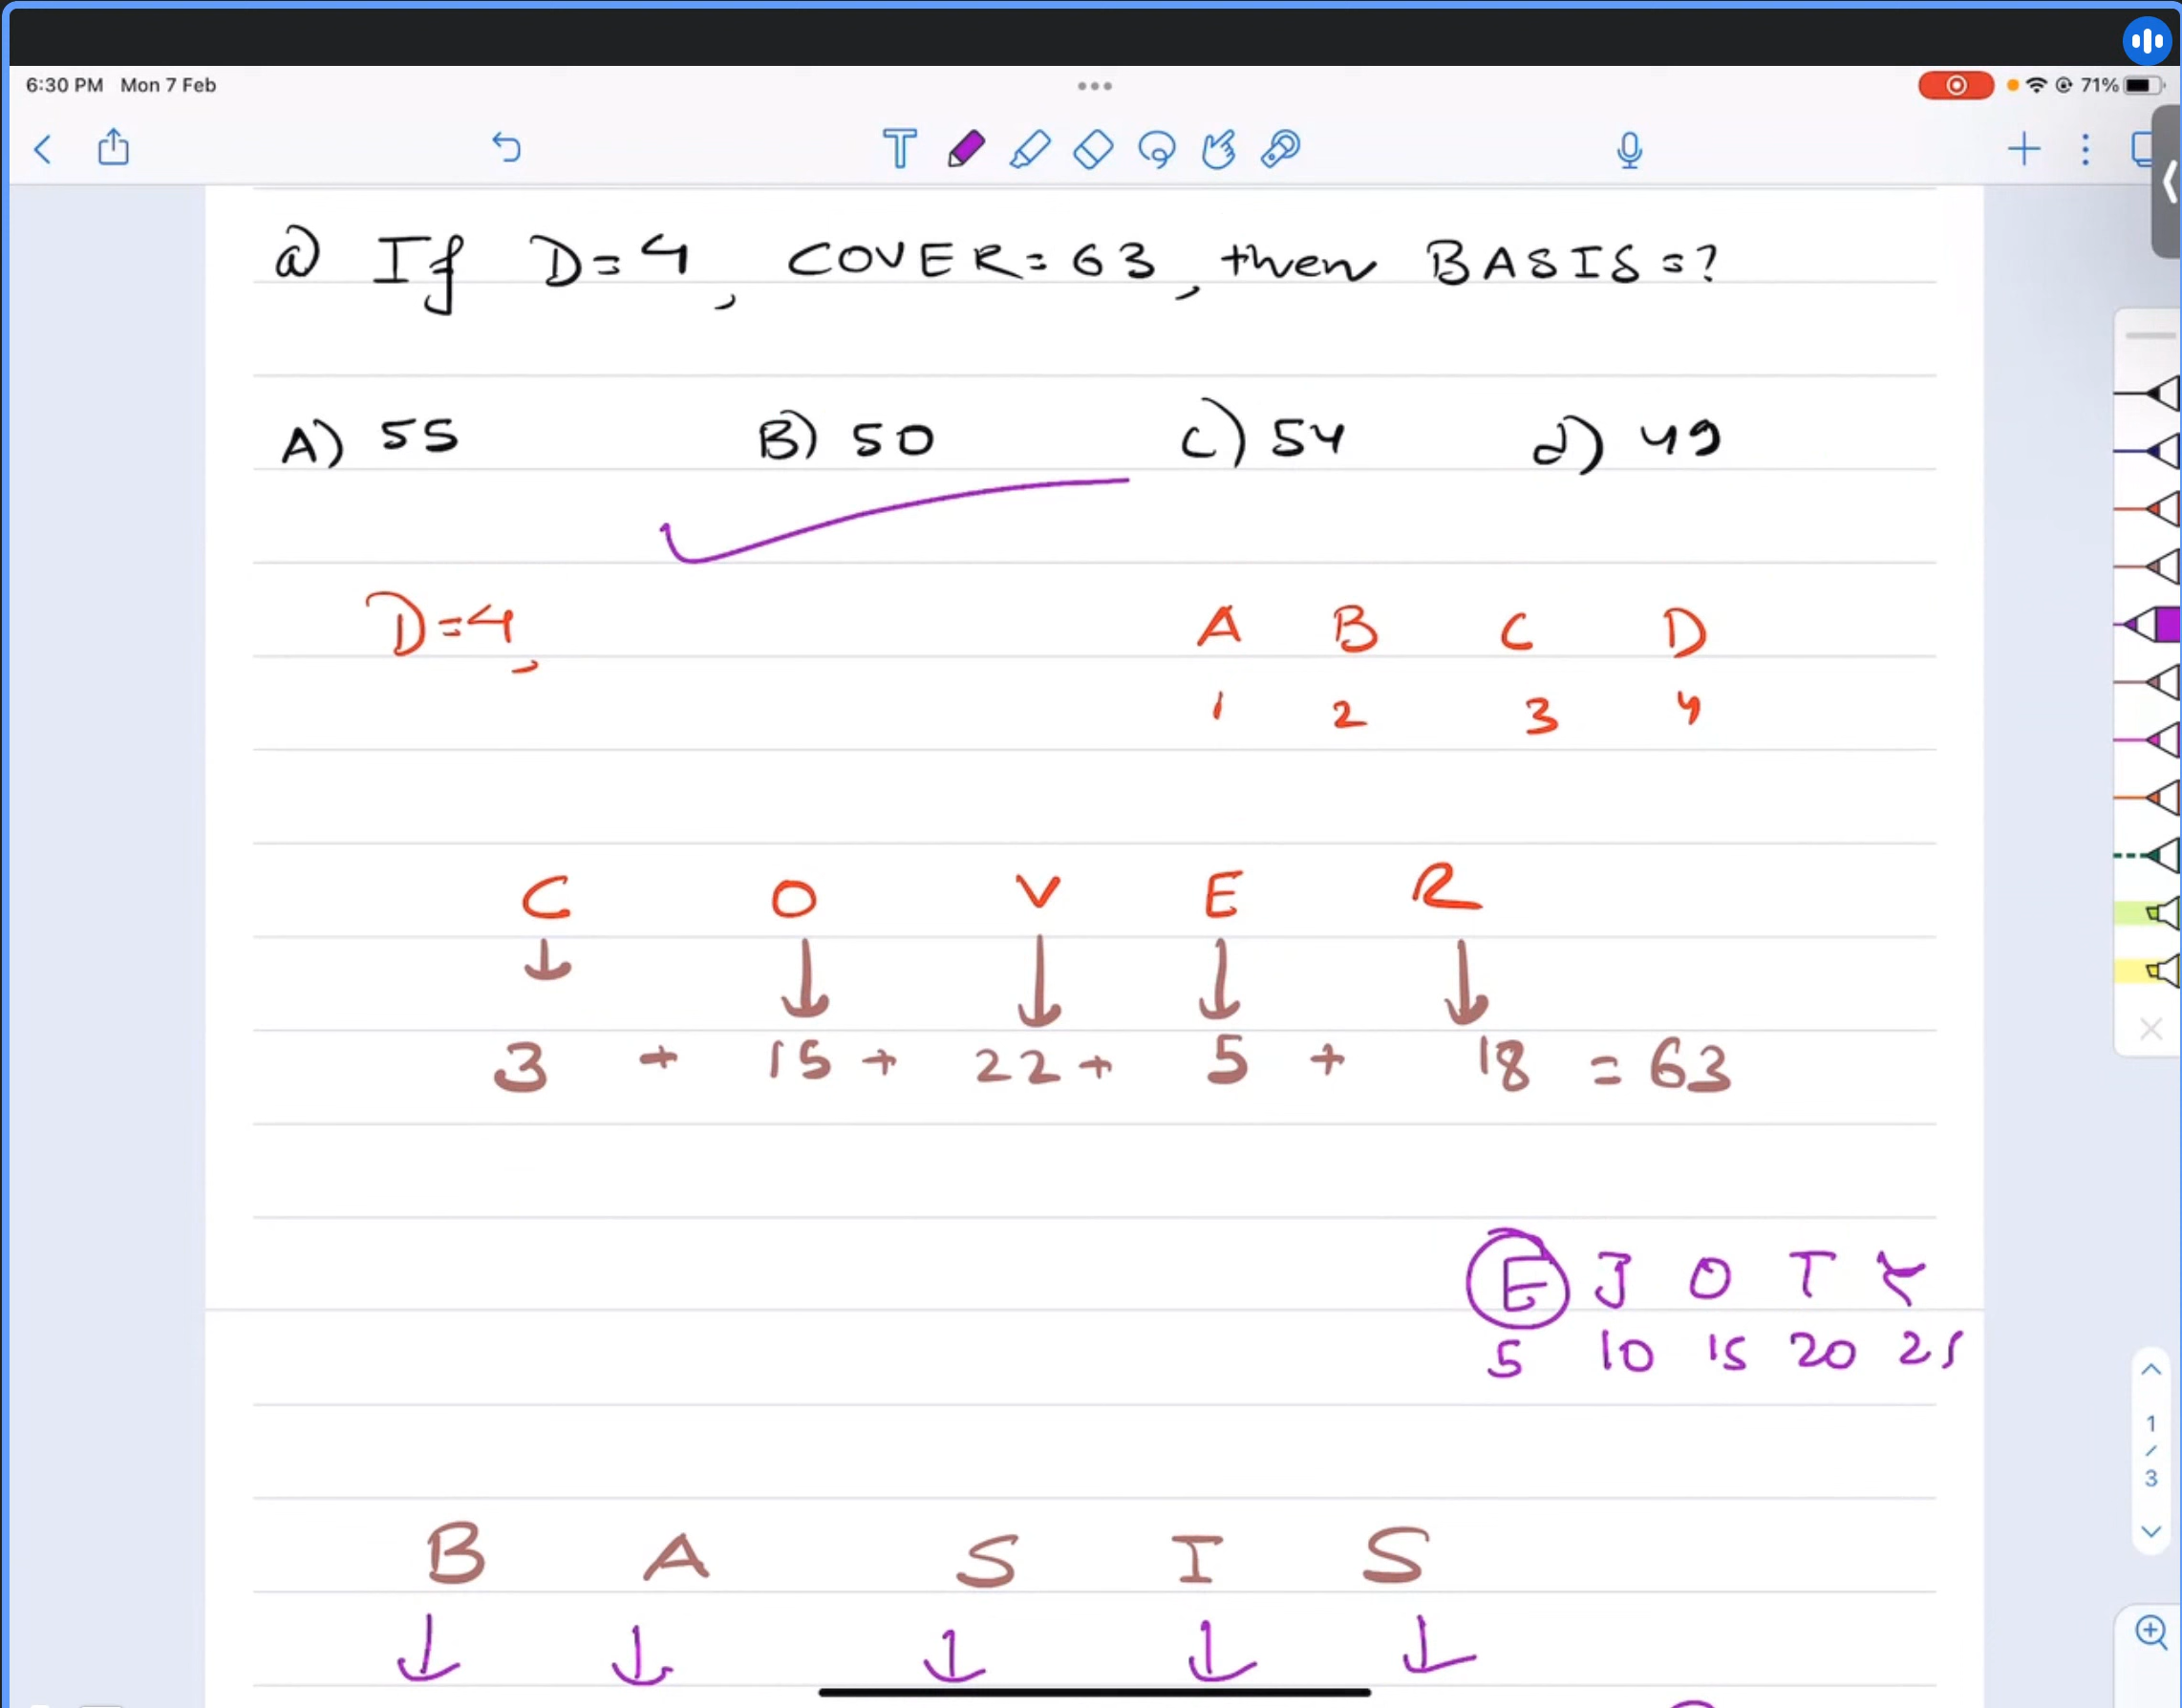 6:30 PM Mon 7 Feb
71%
a) If D=4, COVER=63, then BASIS=?
A) 55 B) 50 C) 54 d) 49
D=4,
A B C D
1 2 3 4
C O V E R
3 + 15 + 22 + 5 + 18 = 63
E J O T Y
5 10 15 20 25
B A S I S
1
/
3